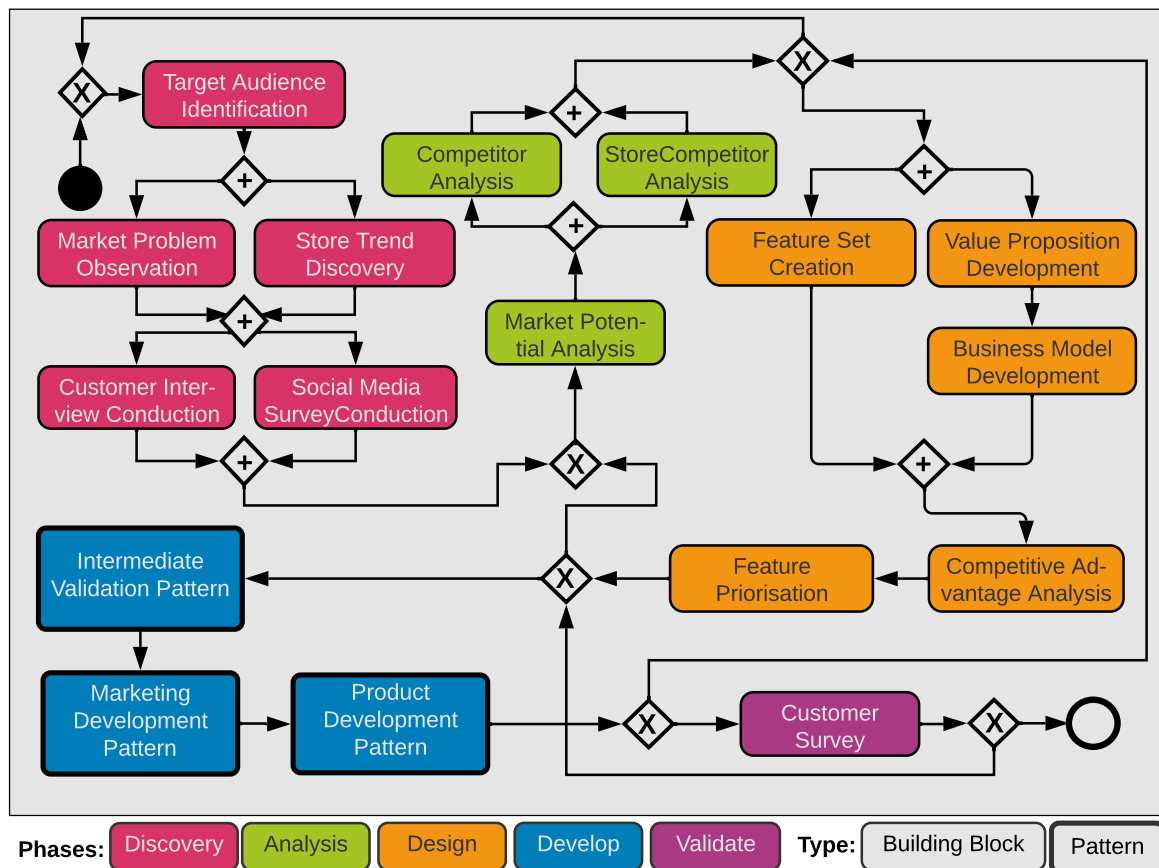 X
Target Audience
Identification
+
Market Problem
Observation
Store Trend
Discovery
+
Customer Inter-
view Conduction
Social Media
SurveyConduction
+
X
Market Poten-
tial Analysis
+
Competitor
Analysis
StoreCompetitor
Analysis
+
X
+
Feature Set
Creation
Value Proposition
Development
Business Model
Development
+
Competitive Ad-
vantage Analysis
Feature
Priorisation
X
Intermediate
Validation Pattern
Marketing
Development
Pattern
Product
Development
Pattern
X
Customer
Survey
X
Phases: Discovery Analysis Design Develop Validate Type: Building Block Pattern